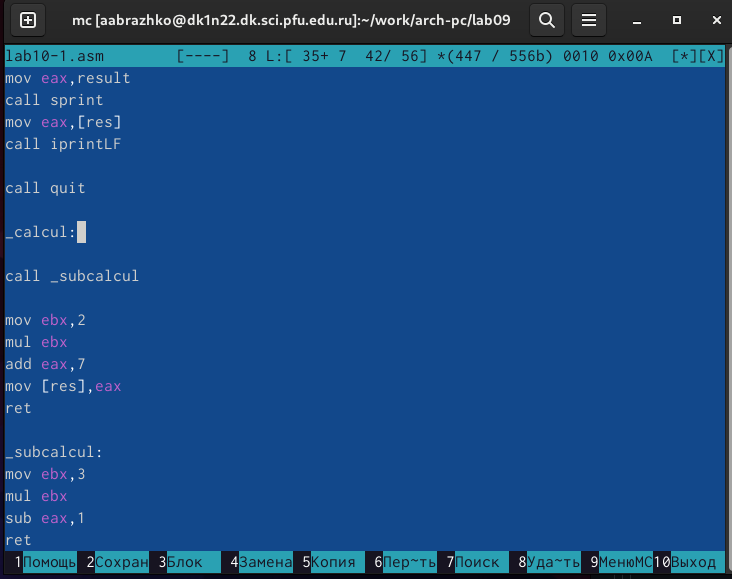 mc [aabrazhko@dk1n22.dk.sci.pfu.edu.ru]:~/work/arch-pc/lab09
lab10-1.asm [----] 8 L:[ 35+ 7 42/ 56] *(447 / 556b) 0010 0x00A [*][X]
mov eax,result
call sprint
mov eax,[res]
call iprintLF
call quit
_calcul:
call _subcalcul
mov ebx,2
mul ebx
add eax,7
mov [res],eax
ret
_subcalcul:
mov ebx,3
mul ebx
sub eax,1
ret
1Помощь 2Сохран 3Блок 4Замена 5Копия 6Пер~ть 7Поиск 8Уда~ть 9МенюMC 10Выход